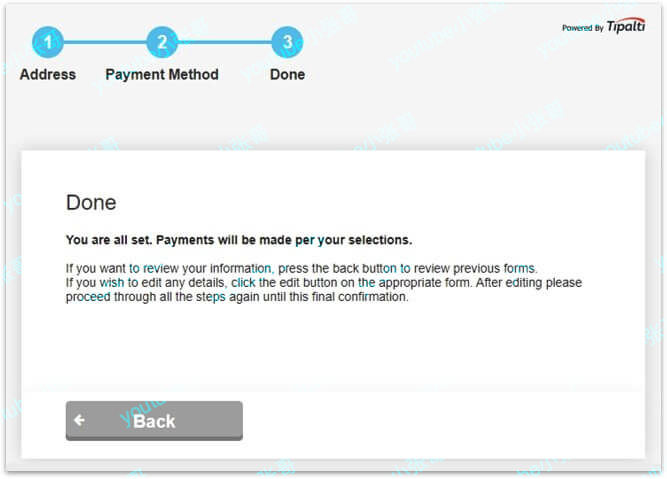 1 2 3
Powered By Tipalti
Address Payment Method Done
Done
You are all set. Payments will be made per your selections.
If you want to review your information, press the back button to review previous forms.
If you wish to edit any details, click the edit button on the appropriate form. After editing please
proceed through all the steps again until this final confirmation.
Back